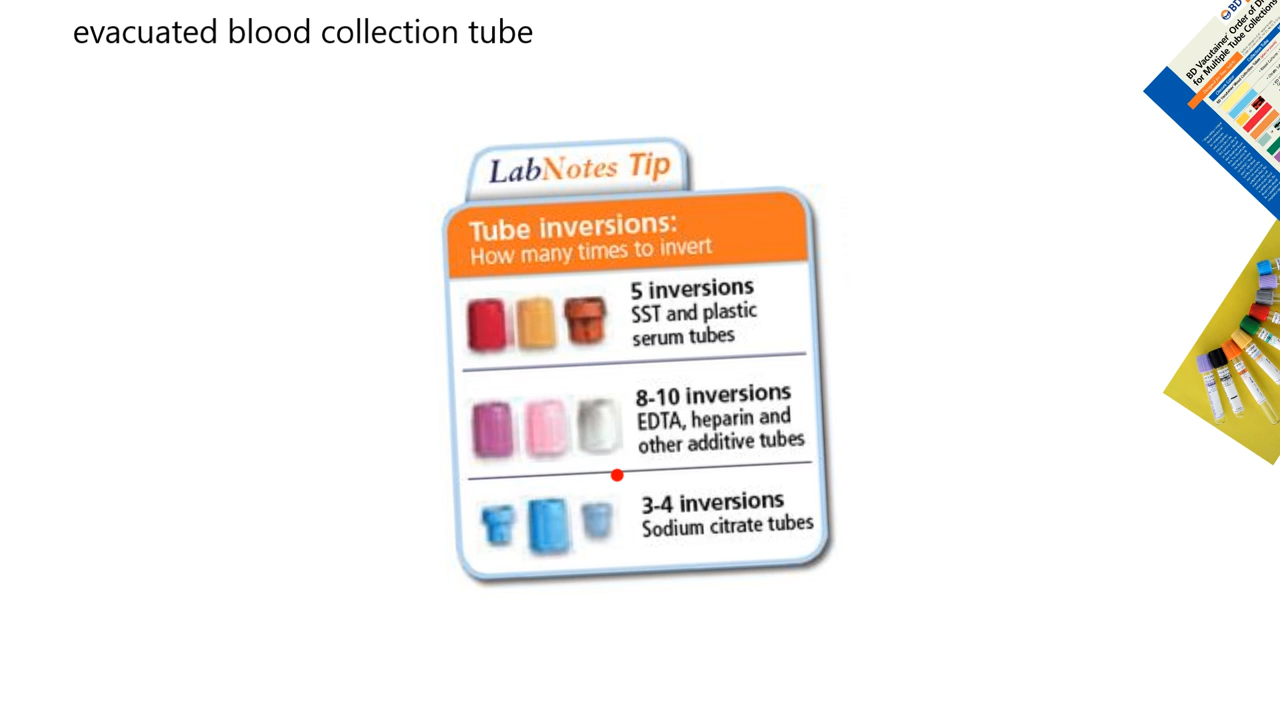 evacuated blood collection tube
LabNotes Tip
Tube inversions:
How many times to invert
5 inversions
SST and plastic
serum tubes
8-10 inversions
EDTA, heparin and
other additive tubes
3-4 inversions
Sodium citrate tubes
BD
BD Vacutainer Order of
for Multiple Tube Collections